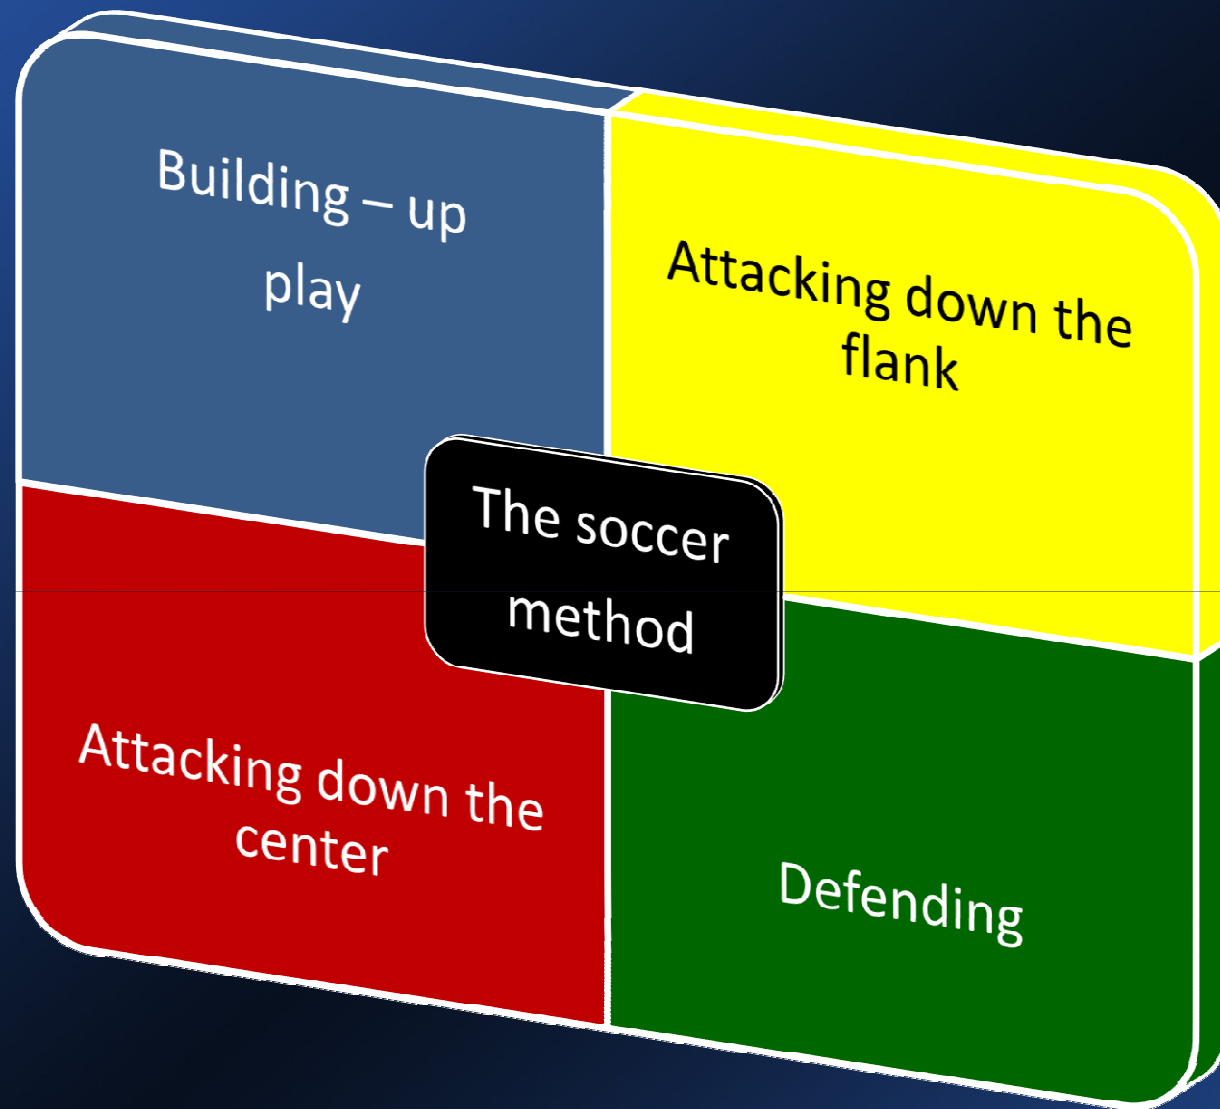 Building – up
play
Attacking down the
flank
The soccer
method
Attacking down the
center
Defending